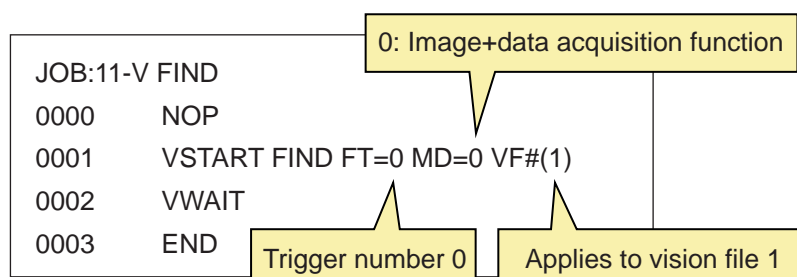 0: Image+data acquisition function
JOB:11-V FIND
0000 NOP
0001 VSTART FIND FT=0 MD=0 VF#(1)
0002 VWAIT
0003 END
Trigger number 0
Applies to vision file 1